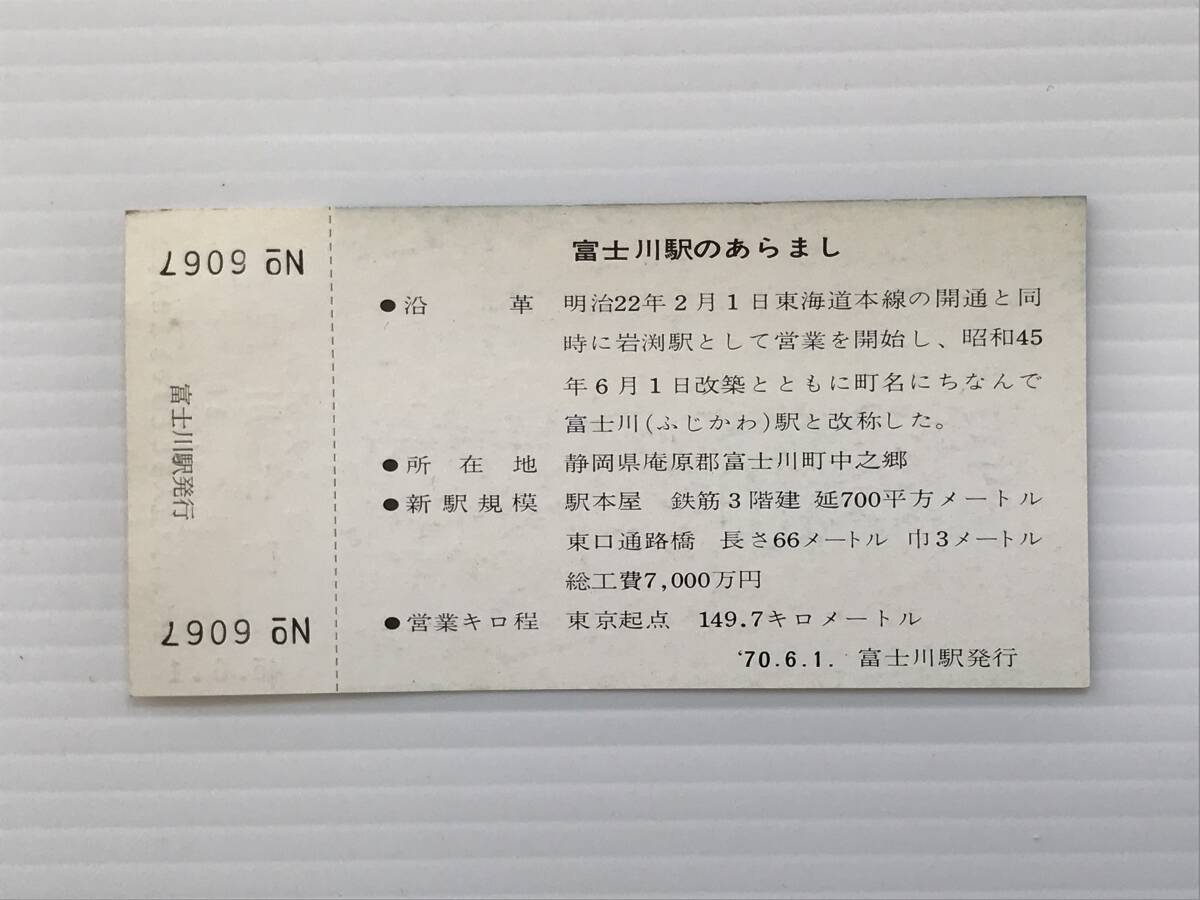 富士川駅のあらまし
●沿革 明治22年2月1日東海道本線の開通と同
時に岩渕駅として営業を開始し、昭和45
年6月1日改築とともに町名にちなんで
富士川(ふじかわ)駅と改称した。
●所在地 静岡県庵原郡富士川町中之郷
●新駅規模 駅本屋 鉄筋3階建 延700平方メートル
東口通路橋 長さ66メートル 巾3メートル
総工費7,000万円
●営業キロ程 東京起点 149.7キロメートル
'70.6.1. 富士川駅発行
No 6067
富士川駅発行
No 6067